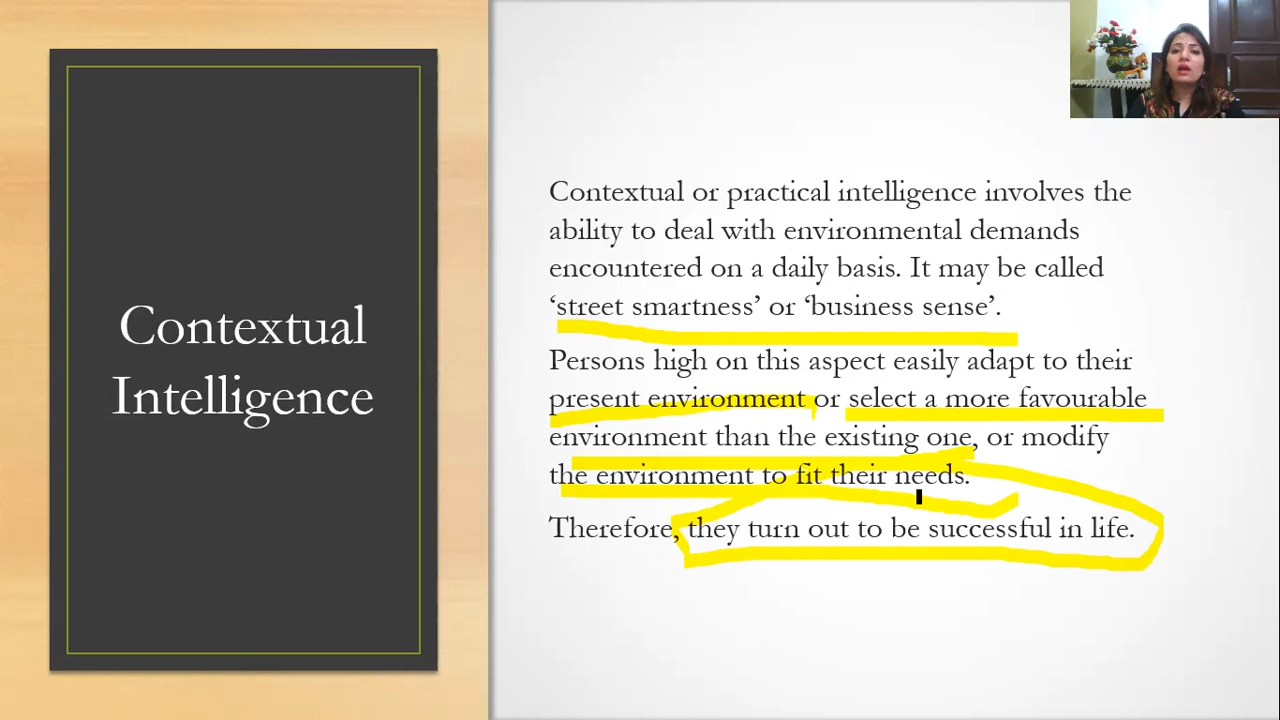 Contextual
Intelligence
Contextual or practical intelligence involves the
ability to deal with environmental demands
encountered on a daily basis. It may be called
‘street smartness’ or ‘business sense’.
Persons high on this aspect easily adapt to their
present environment or select a more favourable
environment than the existing one, or modify
the environment to fit their needs.
Therefore, they turn out to be successful in life.